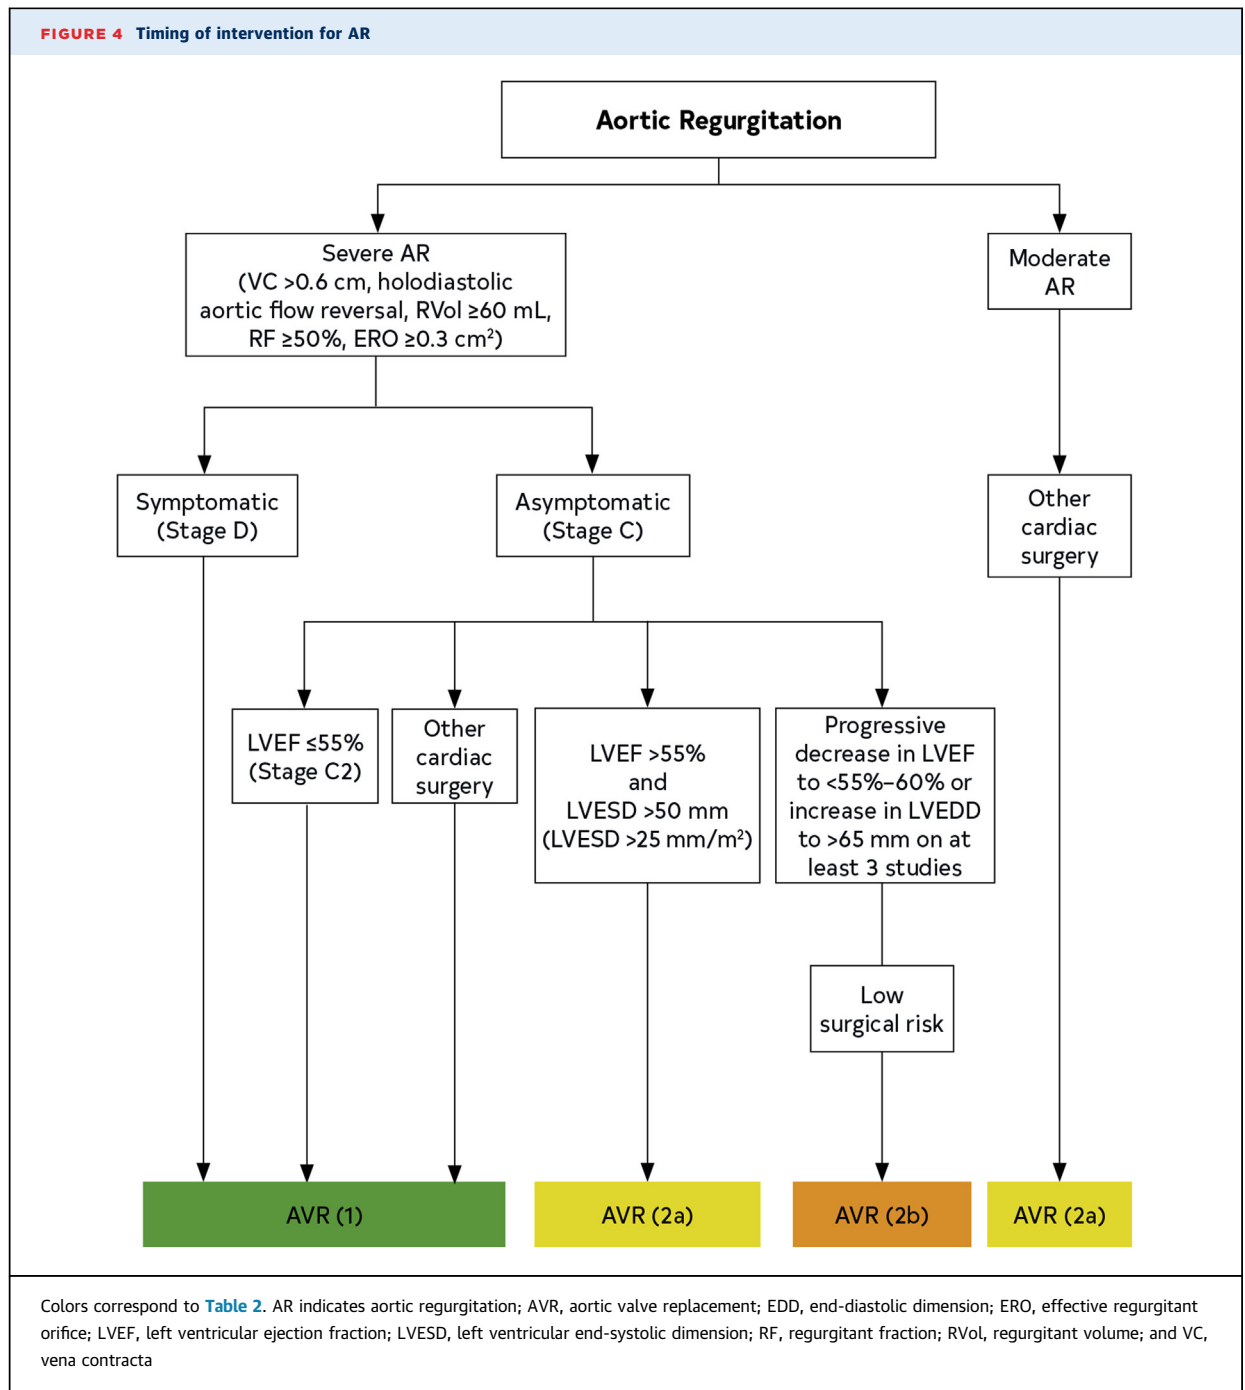 FIGURE 4 Timing of intervention for AR
Aortic Regurgitation
Severe AR
(VC >0.6 cm, holodiastolic
aortic flow reversal, RVol ≥60 mL,
RF ≥50%, ERO ≥0.3 cm²)
Moderate
AR
Symptomatic
(Stage D)
Asymptomatic
(Stage C)
Other
cardiac
surgery
LVEF ≤55%
(Stage C2)
Other
cardiac
surgery
LVEF >55%
and
LVESD >50 mm
(LVESD >25 mm/m²)
Progressive
decrease in LVEF
to <55%–60% or
increase in LVEDD
to >65 mm on at
least 3 studies
Low
surgical risk
AVR (1)
AVR (2a)
AVR (2b)
AVR (2a)
Colors correspond to Table 2. AR indicates aortic regurgitation; AVR, aortic valve replacement; EDD, end-diastolic dimension; ERO, effective regurgitant
orifice; LVEF, left ventricular ejection fraction; LVESD, left ventricular end-systolic dimension; RF, regurgitant fraction; RVol, regurgitant volume; and VC,
vena contracta